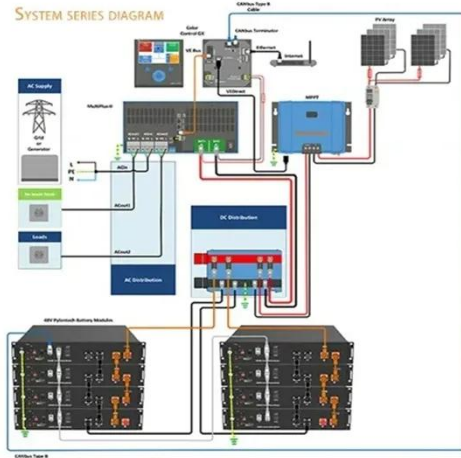 SYSTEM SERIES DIAGRAM
CANbus Type B
Cable
Color
Control GX
CANbus Terminator
PV Array
VE.Bus
Ethernet
Internet
AC Supply
VE.Direct
MPPT
MultiPlus-II
Grid
or
Generator
L
PE
N
ACin
ACout1
Loads
DC Distribution
ACout2
AC Distribution
48V Pylontech Battery Modules
CANbus Type B